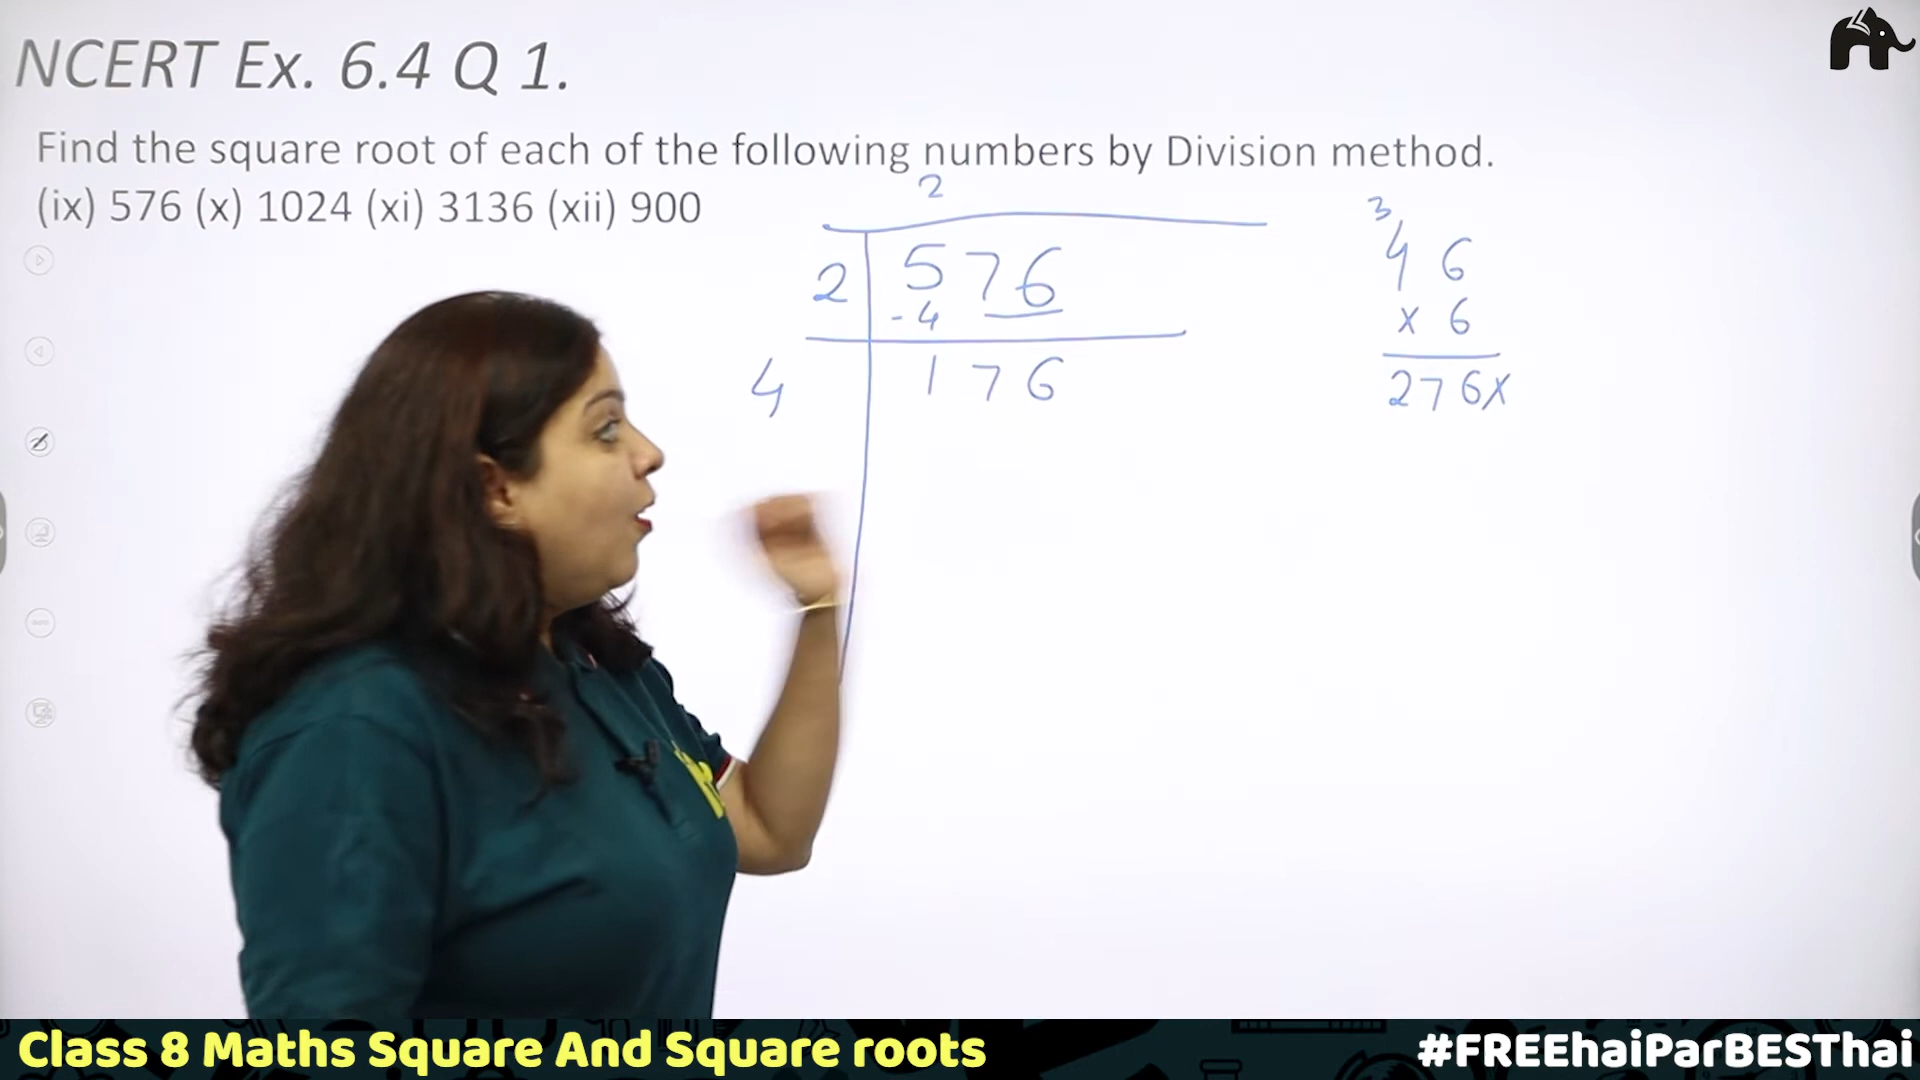 NCERT Ex. 6.4 Q 1.
Find the square root of each of the following numbers by Division method.
(ix) 576 (x) 1024 (xi) 3136 (xii) 900
2
2 576
-4
4 176
3
46
x 6
276x
Class 8 Maths Square And Square roots
#FREEhaiParBESThai